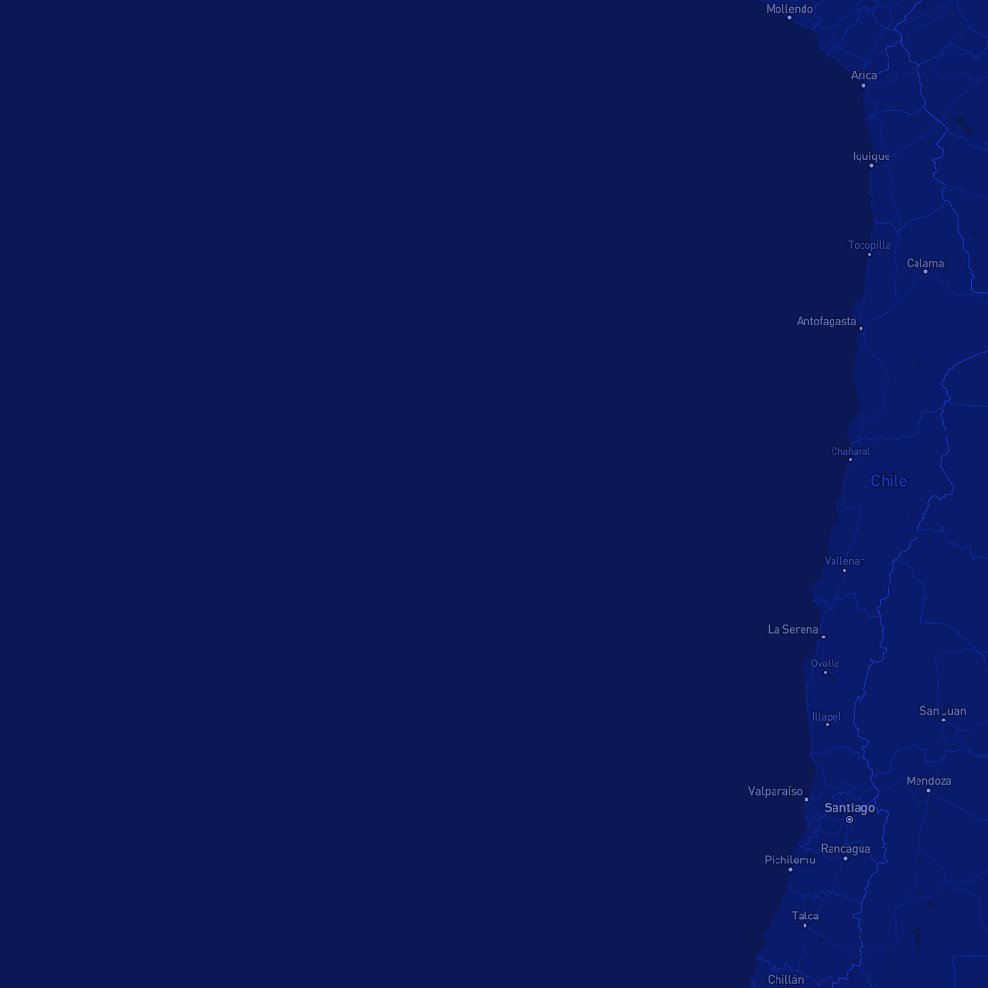 Mollendo
Arica
Iquique
Tocopilla
Calama
Antofagasta
Chañaral
Chile
Vallenar
La Serena
Ovalle
Illapel
San Juan
Mendoza
Valparaíso
Santiago
Rancagua
Pichilemu
Talca
Chillán